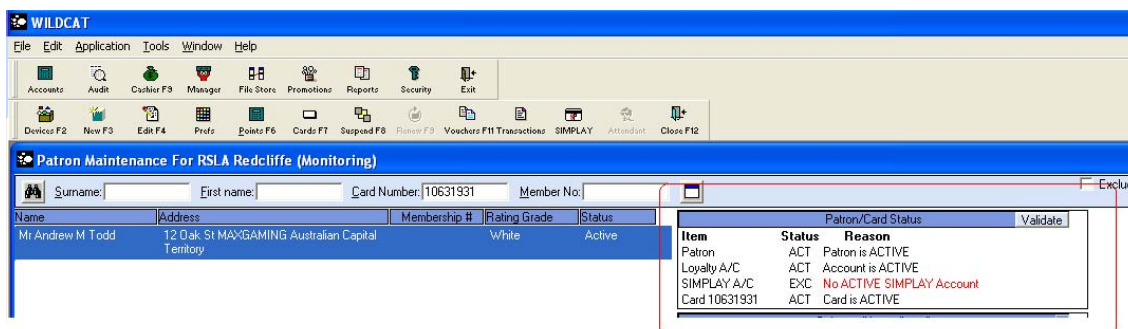 WILDCAT
File Edit Application Tools Window Help
Accounts Audit Cashier F9 Manager File Store Promotions Reports Security Exit
Devices F2 New F3 Edit F4 Prefs Points F6 Cards F7 Suspend F8 Renew F9 Vouchers F11 Transactions SIMPLAY Attendant Close F12
Patron Maintenance For RSLA Redcliffe (Monitoring)
Surname: First name: Card Number: 10631931 Member No: Exclu
Name Address Membership # Rating Grade Status
Mr Andrew M Todd 12 Oak St MAXGAMING Australian Capital White Active
Territory
Patron/Card Status Validate
Item Status Reason
Patron ACT Patron is ACTIVE
Loyalty A/C ACT Account is ACTIVE
SIMPLAY A/C EXC No ACTIVE SIMPLAY Account
Card 10631931 ACT Card is ACTIVE